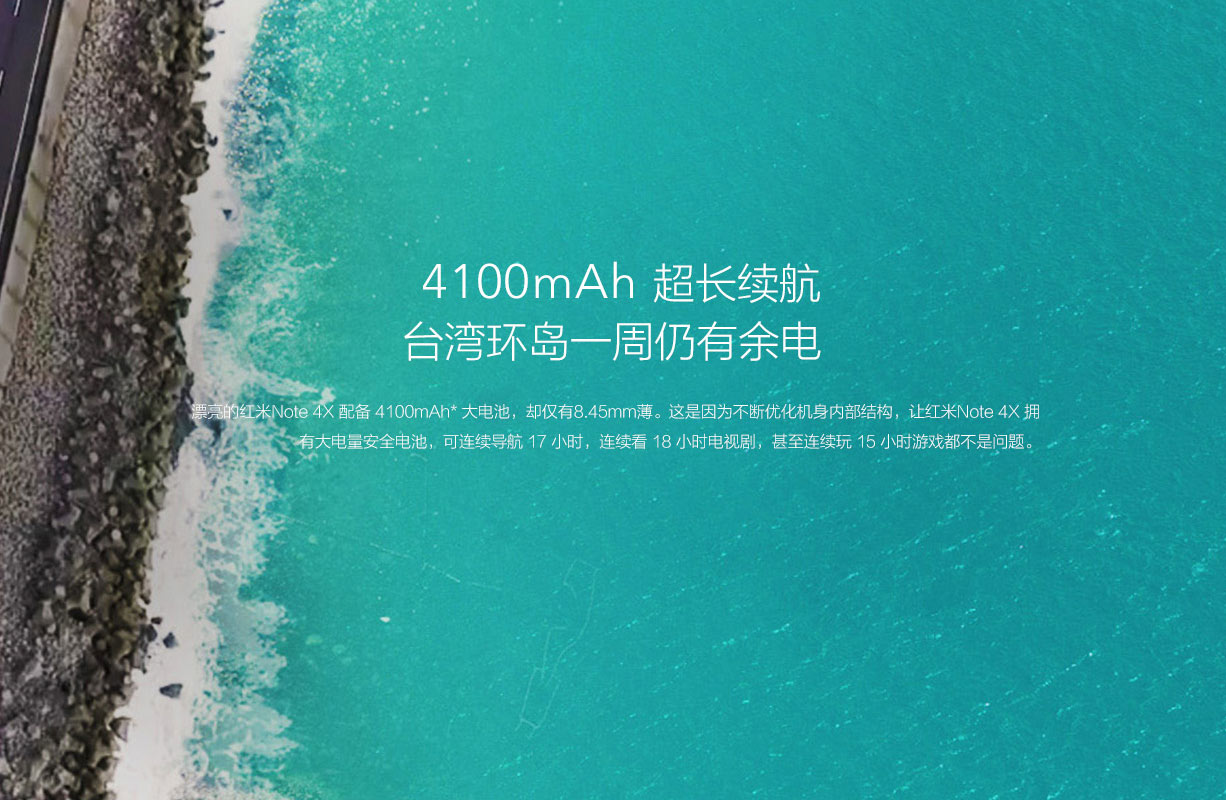 4100mAh 超长续航
台湾环岛一周仍有余电
漂亮的红米Note 4X 配备 4100mAh* 大电池，却仅有8.45mm薄。这是因为不断优化机身内部结构，让红米Note 4X 拥
有大电量安全电池，可连续导航 17 小时，连续看 18 小时电视剧，甚至连续玩 15 小时游戏都不是问题。